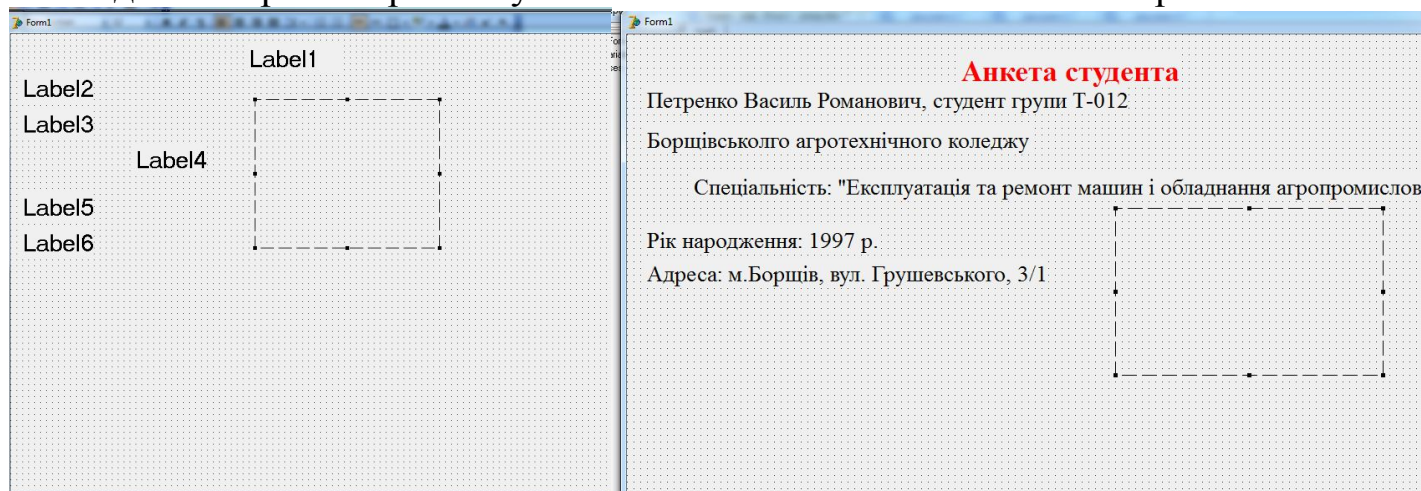 Form1
Label1
Label2
Label3
Label4
Label5
Label6
Form1
Анкета студента
Петренко Василь Романович, студент групи Т-012
Борщівськолго агротехнічного коледжу
Спеціальність: "Експлуатація та ремонт машин і обладнання агропромислов
Рік народження: 1997 р.
Адреса: м.Борщів, вул. Грушевського, 3/1